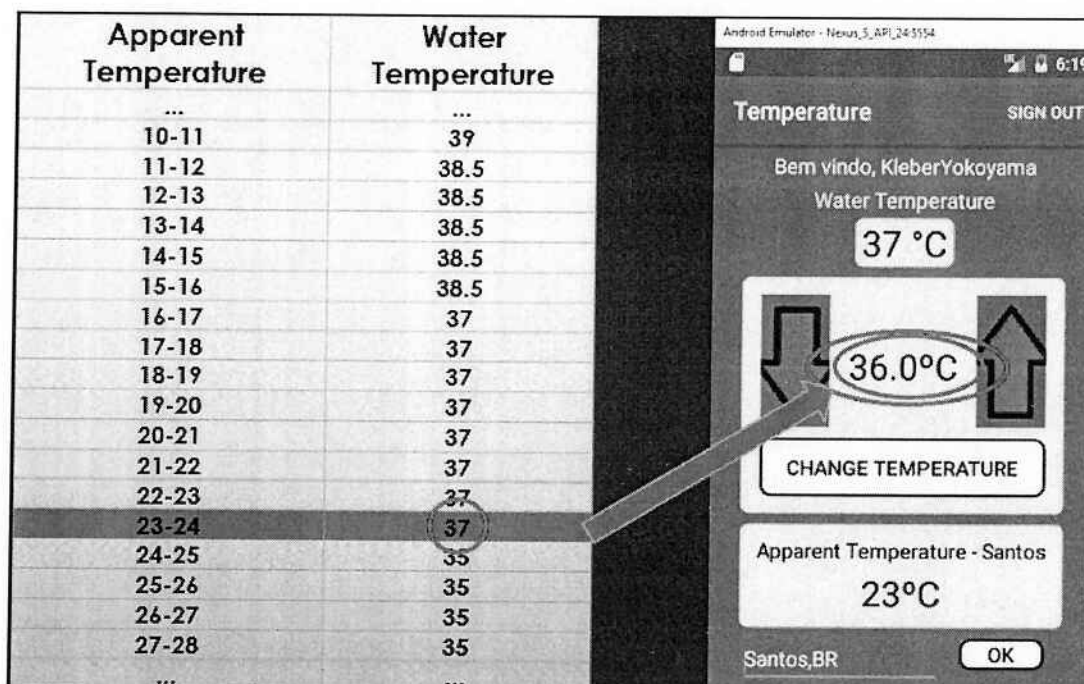 Apparent Temperature Water Temperature
... ...
10-11 39
11-12 38.5
12-13 38.5
13-14 38.5
14-15 38.5
15-16 38.5
16-17 37
17-18 37
18-19 37
19-20 37
20-21 37
21-22 37
22-23 37
23-24 37
24-25 35
25-26 35
26-27 35
27-28 35
... ...
Android Emulator - Nexus_5_API_24:5554
6:19
Temperature SIGN OUT
Bem vindo, KleberYokoyama
Water Temperature
37 °C
36.0ºC
CHANGE TEMPERATURE
Apparent Temperature - Santos
23ºC
Santos,BR OK